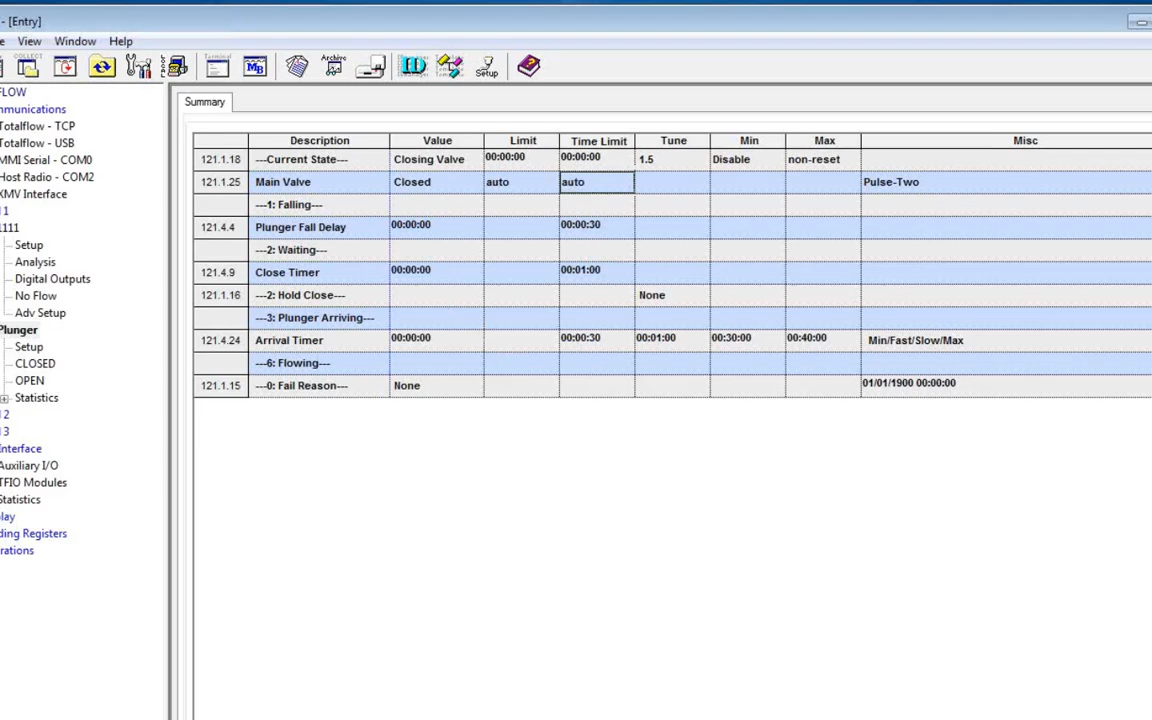 - [Entry]
e View Window Help
COLLECT Terminal MB Archive ID Setup
FLOW
mmunications
Totalflow - TCP
Totalflow - USB
MMI Serial - COM0
Host Radio - COM2
XMV Interface
1
1111
Setup
Analysis
Digital Outputs
No Flow
Adv Setup
Plunger
Setup
CLOSED
OPEN
Statistics
2
3
Interface
Auxiliary I/O
TFIO Modules
Statistics
lay
ding Registers
rations
Summary
Description Value Limit Time Limit Tune Min Max Misc
121.1.18 ---Current State--- Closing Valve 00:00:00 00:00:00 1.5 Disable non-reset
121.1.25 Main Valve Closed auto auto Pulse-Two
---1: Falling---
121.4.4 Plunger Fall Delay 00:00:00 00:00:30
---2: Waiting---
121.4.9 Close Timer 00:00:00 00:01:00
121.1.16 ---2: Hold Close--- None
---3: Plunger Arriving---
121.4.24 Arrival Timer 00:00:00 00:00:30 00:01:00 00:30:00 00:40:00 Min/Fast/Slow/Max
---6: Flowing---
121.1.15 ---0: Fail Reason--- None 01/01/1900 00:00:00